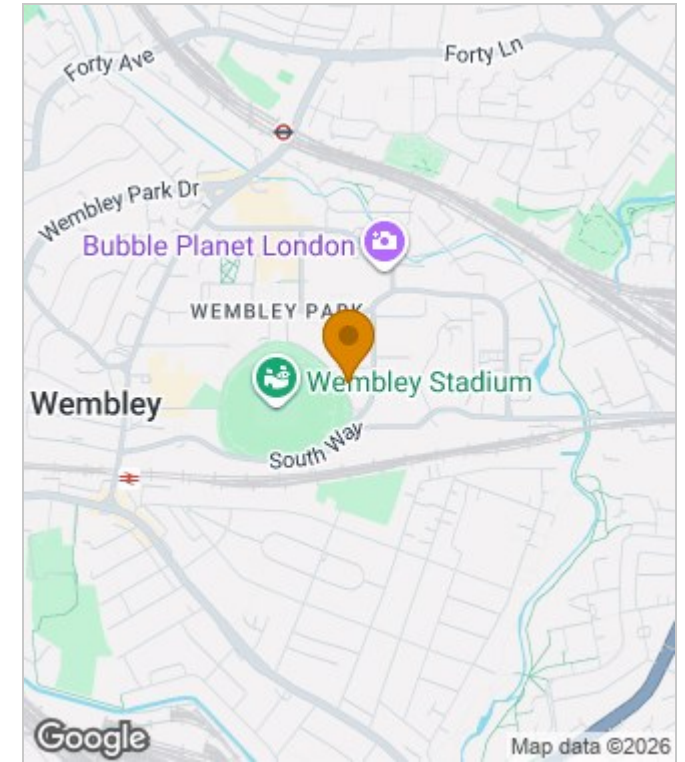 Forty Ave
Forty Ln
Wembley Park Dr
Bubble Planet London
WEMBLEY PARK
Wembley Stadium
Wembley
South Way
Google
Map data ©2026